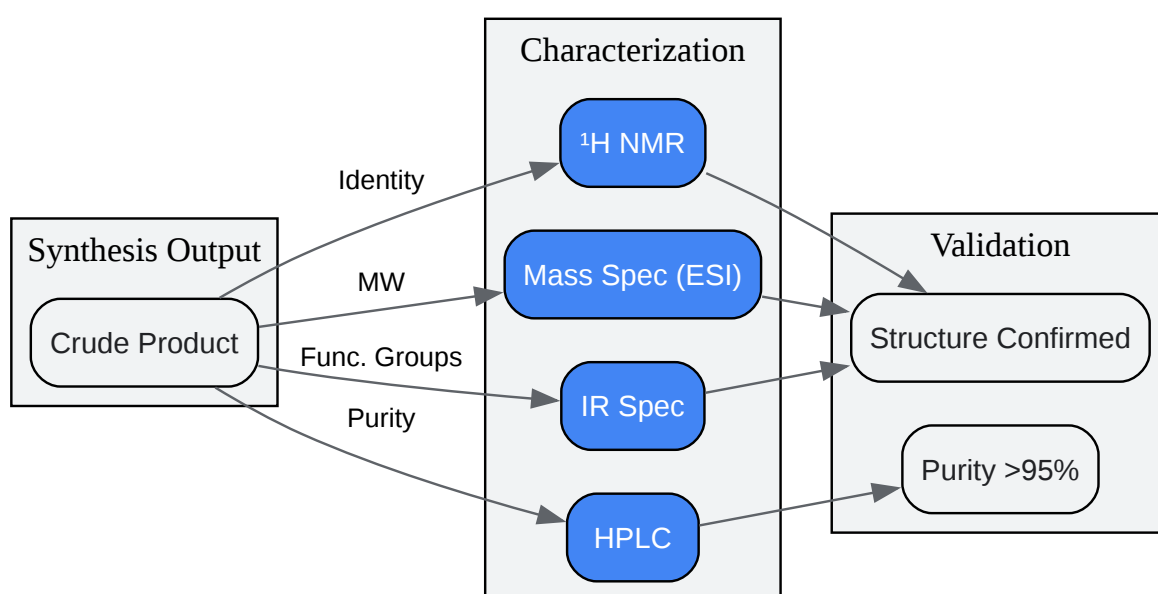 Synthesis Output
Crude Product
Identity
MW
Func. Groups
Purity
Characterization
¹H NMR
Mass Spec (ESI)
IR Spec
HPLC
Validation
Structure Confirmed
Purity >95%